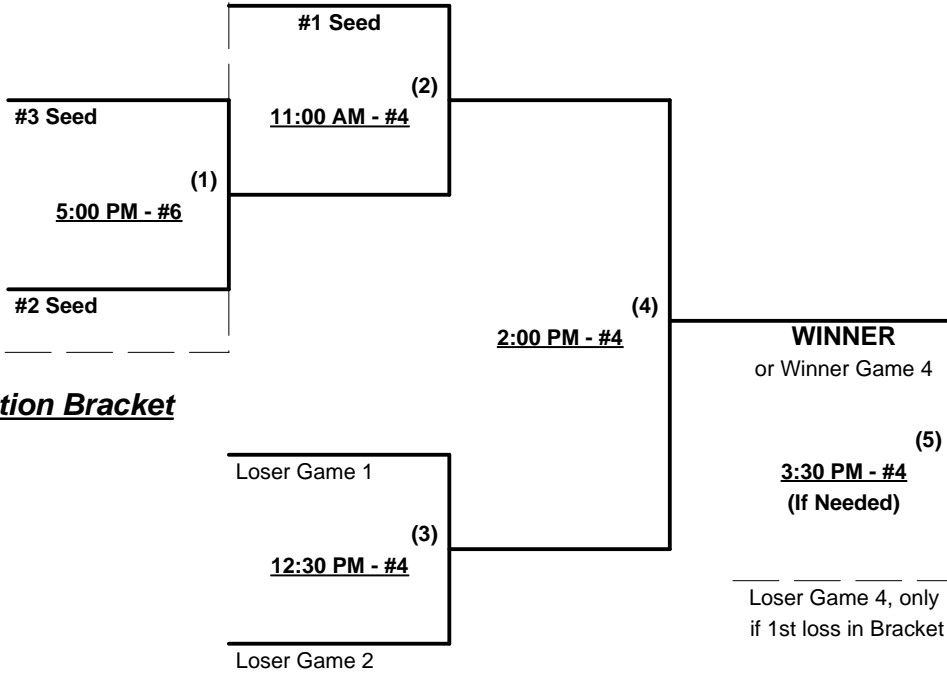 #1 Seed
(2)
11:00 AM - #4
#3 Seed
(1)
5:00 PM - #6
#2 Seed
(4)
2:00 PM - #4
WINNER
or Winner Game 4
tion Bracket
(5)
3:30 PM - #4
(If Needed)
Loser Game 1
(3)
12:30 PM - #4
Loser Game 4, only
if 1st loss in Bracket
Loser Game 2